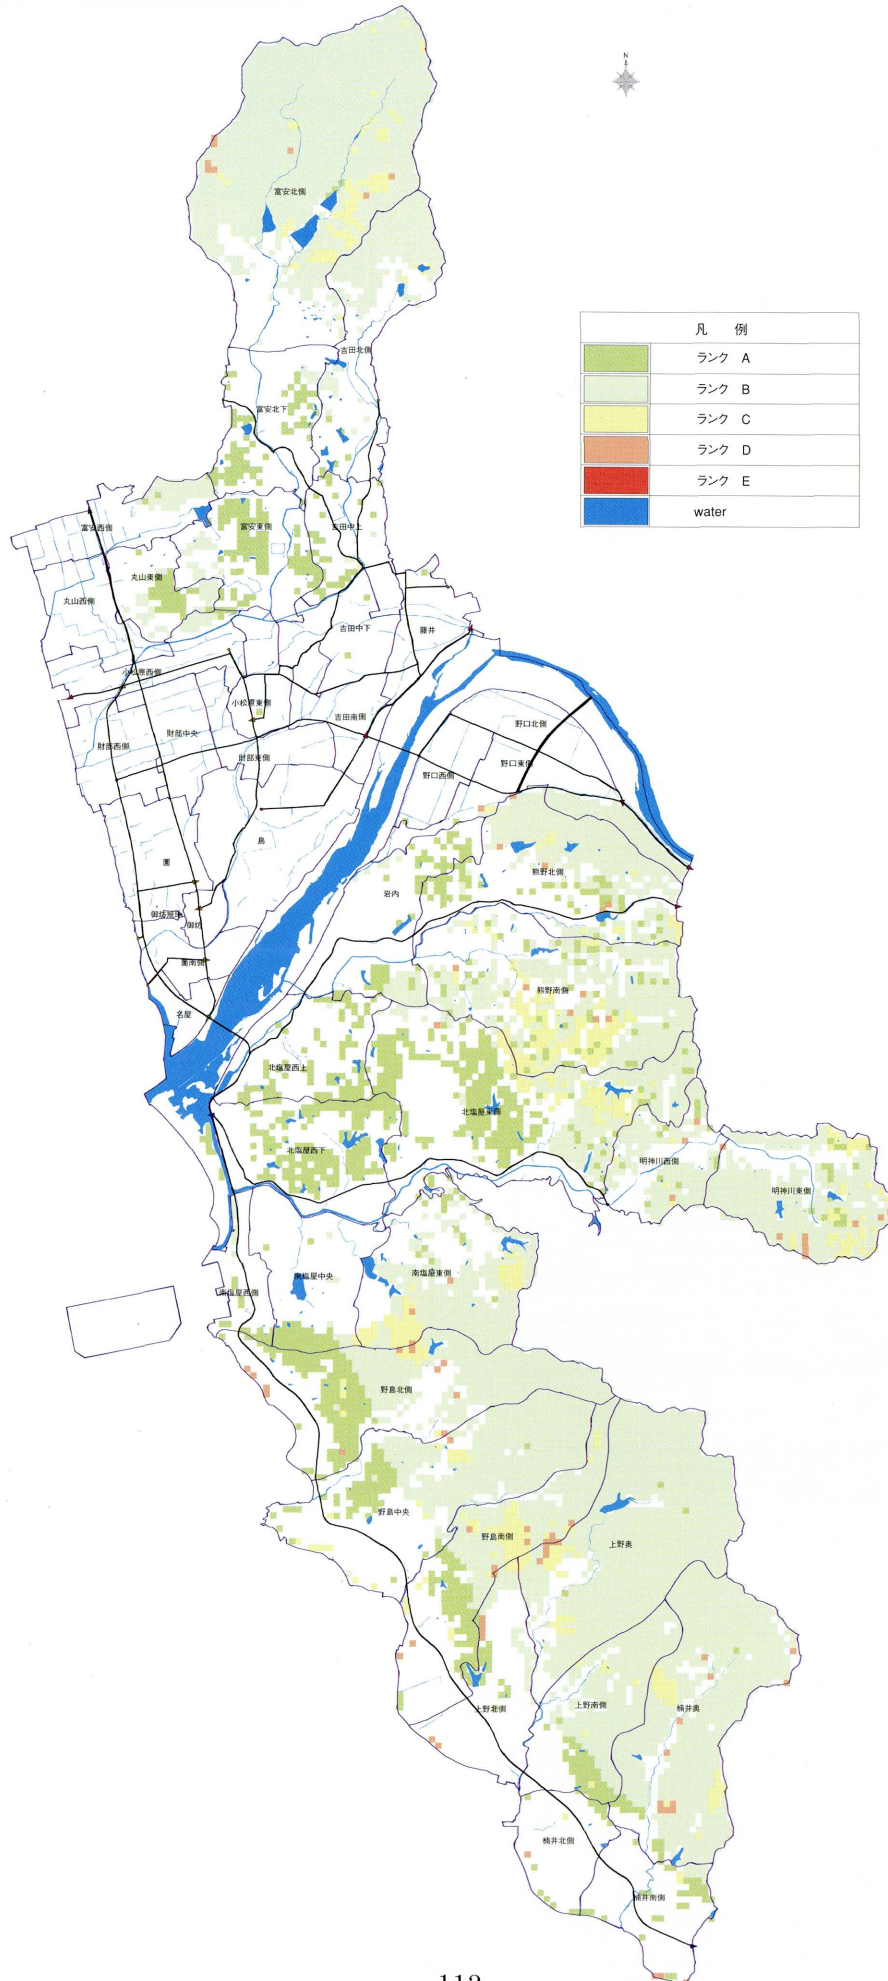 N
富安北側
凡 例
ランク A
ランク B
ランク C
ランク D
ランク E
water
吉田北側
富安北下
富安西側
富安東側
吉田中上
丸山東側
丸山西側
吉田中下
藤井
小松原西側
小松原東側
吉田南側
野口北側
財部西側
財部中央
財部東側
野口東側
野口西側
島
薗
熊野北側
岩内
御坊
薗南側
熊野南側
名屋
北塩屋西上
北塩屋東側
北塩屋西下
明神川西側
明神川東側
南塩屋中央
南塩屋東側
南塩屋西側
野島北側
野島中央
野島南側
上野奥
上野北側
上野南側
楠井奥
楠井北側
楠井南側
113